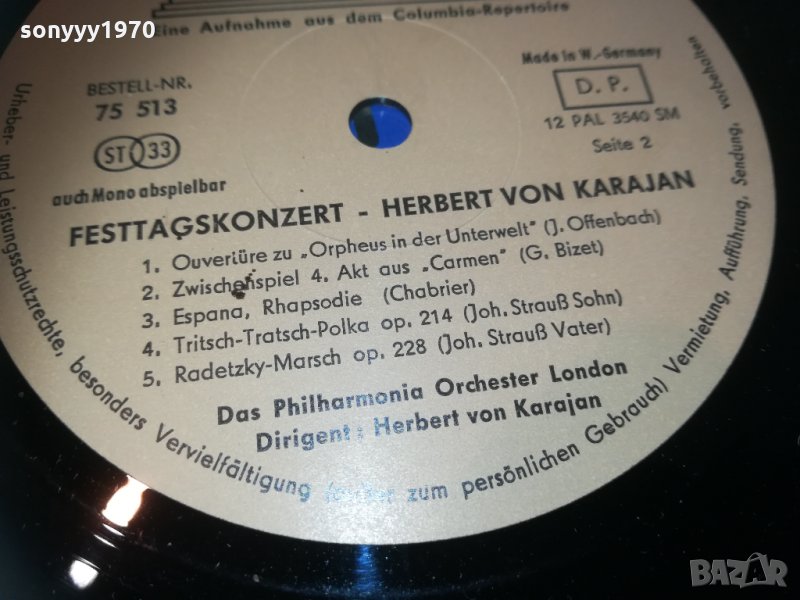 sonyyy1970
Eine Aufnahme aus dem Columbia-Repertoire
BESTELL-NR.
75 513
ST 33
auch Mono abspielbar
Made in W.-Germany
D. P.
12 PAL 3540 SM
Seite 2
FESTTAGSKONZERT - HERBERT VON KARAJAN
1. Ouvertüre zu „Orpheus in der Unterwelt" (J. Offenbach)
2. Zwischenspiel 4. Akt aus „Carmen" (G. Bizet)
3. Espana, Rhapsodie (Chabrier)
4. Tritsch-Tratsch-Polka op. 214 (Joh. Strauß Sohn)
5. Radetzky-Marsch op. 228 (Joh. Strauß Vater)
Das Philharmonia Orchester London
Dirigent: Herbert von Karajan
Urheber- und Leistungsschutzrechte, besonders Vervielfältigung zum persönlichen Gebrauch) Vermietung, Aufführung, Sendung, vorbehalten
BAZAR